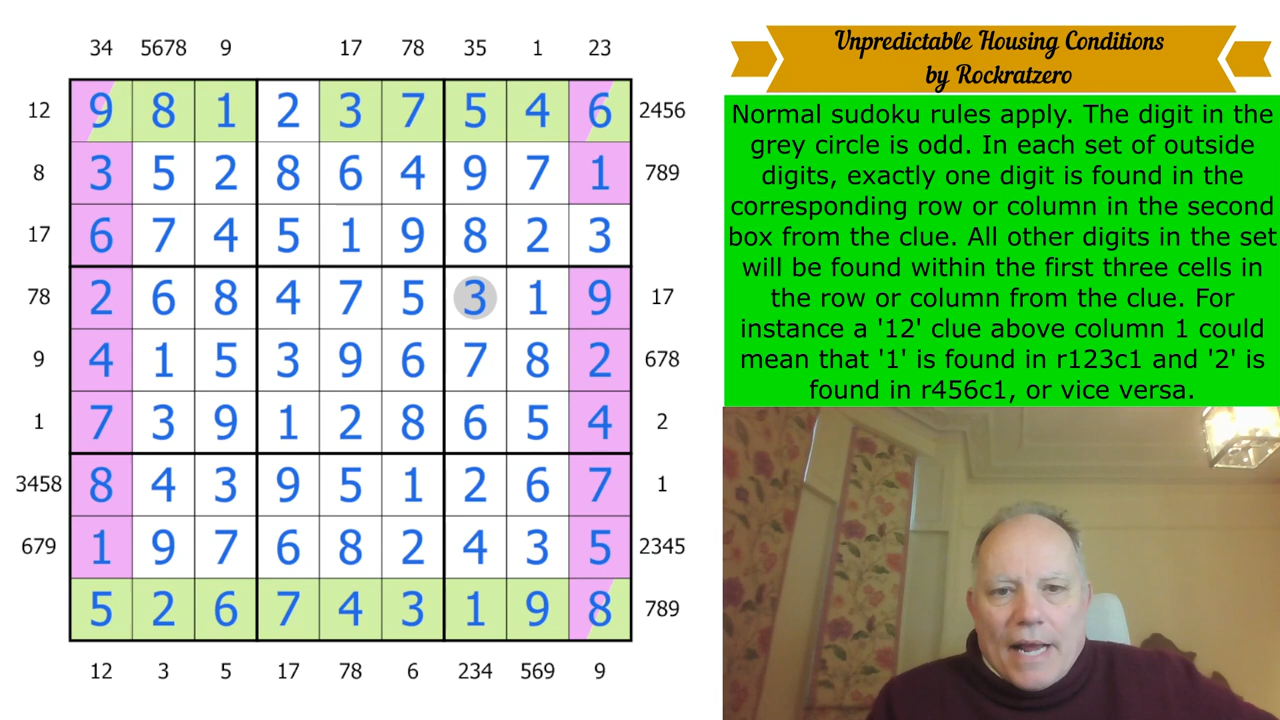 Unpredictable Housing Conditions
by Rockratzero
Normal sudoku rules apply. The digit in the
grey circle is odd. In each set of outside
digits, exactly one digit is found in the
corresponding row or column in the second
box from the clue. All other digits in the set
will be found within the first three cells in
the row or column from the clue. For
instance a '12' clue above column 1 could
mean that '1' is found in r123c1 and '2' is
found in r456c1, or vice versa.
34 5678 9 17 78 35 1 23
12 9 8 1 2 3 7 5 4 6 2456
8 3 5 2 8 6 4 9 7 1 789
17 6 7 4 5 1 9 8 2 3
78 2 6 8 4 7 5 3 1 9 17
9 4 1 5 3 9 6 7 8 2 678
1 7 3 9 1 2 8 6 5 4 2
3458 8 4 3 9 5 1 2 6 7 1
679 1 9 7 6 8 2 4 3 5 2345
5 2 6 7 4 3 1 9 8 789
12 3 5 17 78 6 234 569 9